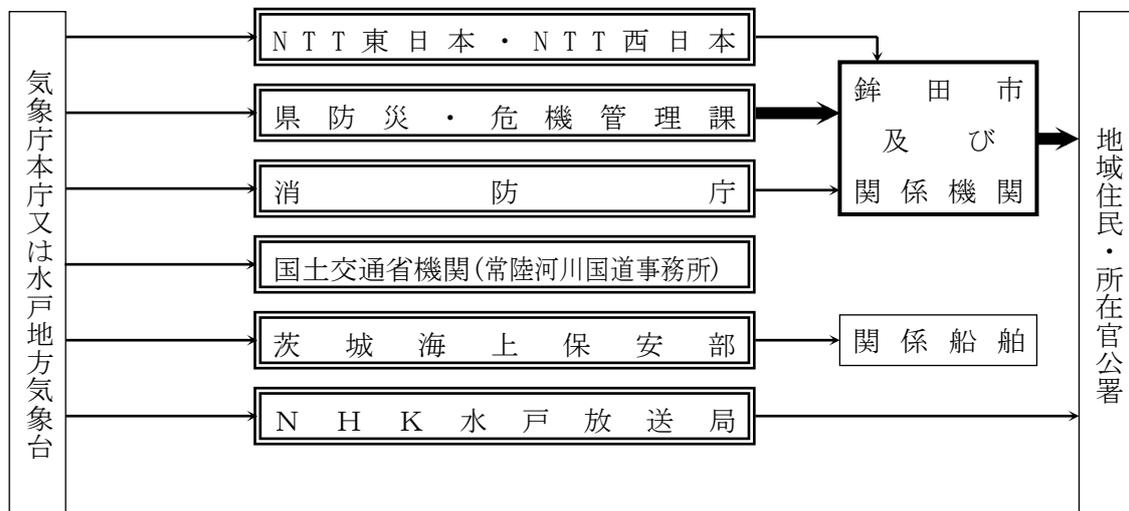 気象庁本庁又は水戸地方気象台
NTT東日本・NTT西日本
県防災・危機管理課
消防庁
国土交通省機関(常陸河川国道事務所)
茨城海上保安部
NHK水戸放送局
鉾田市
及び
関係機関
関係船舶
地域住民・所在官公署